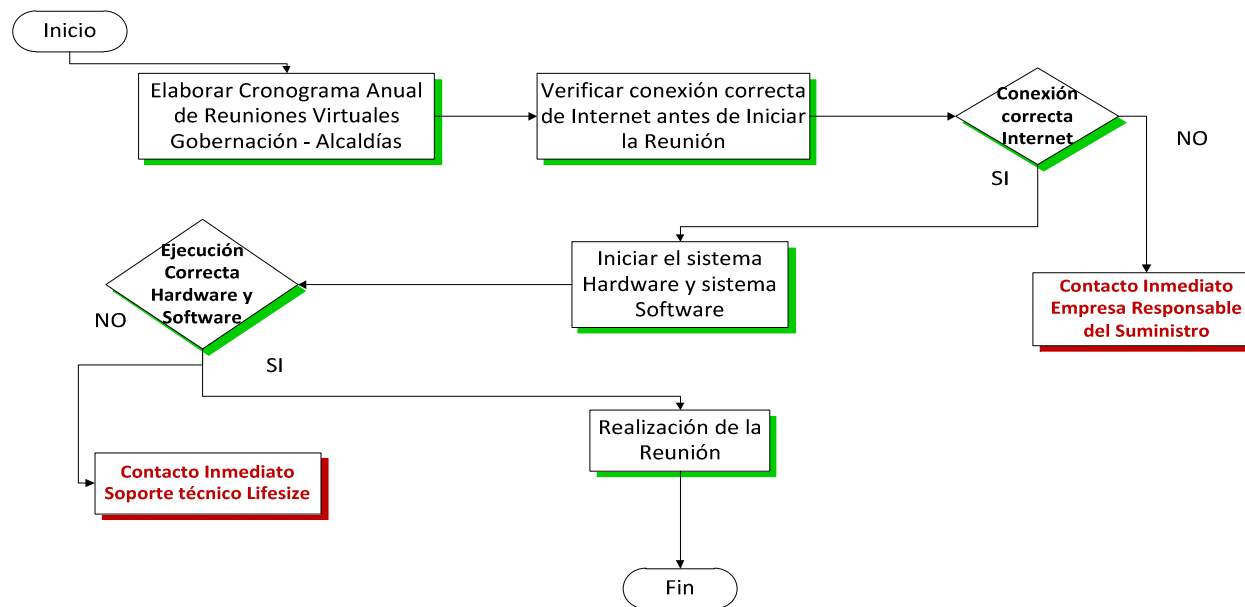 Inicio
Elaborar Cronograma Anual
de Reuniones Virtuales
Gobernación - Alcaldías
Verificar conexión correcta
de Internet antes de Iniciar
la Reunión
Conexión
correcta
Internet
NO
SI
Iniciar el sistema
Hardware y sistema
Software
Ejecución
Correcta
Hardware y
Software
NO
SI
Contacto Inmediato
Empresa Responsable
del Suministro
Realización de la
Reunión
Contacto Inmediato
Soporte técnico Lifesize
Fin